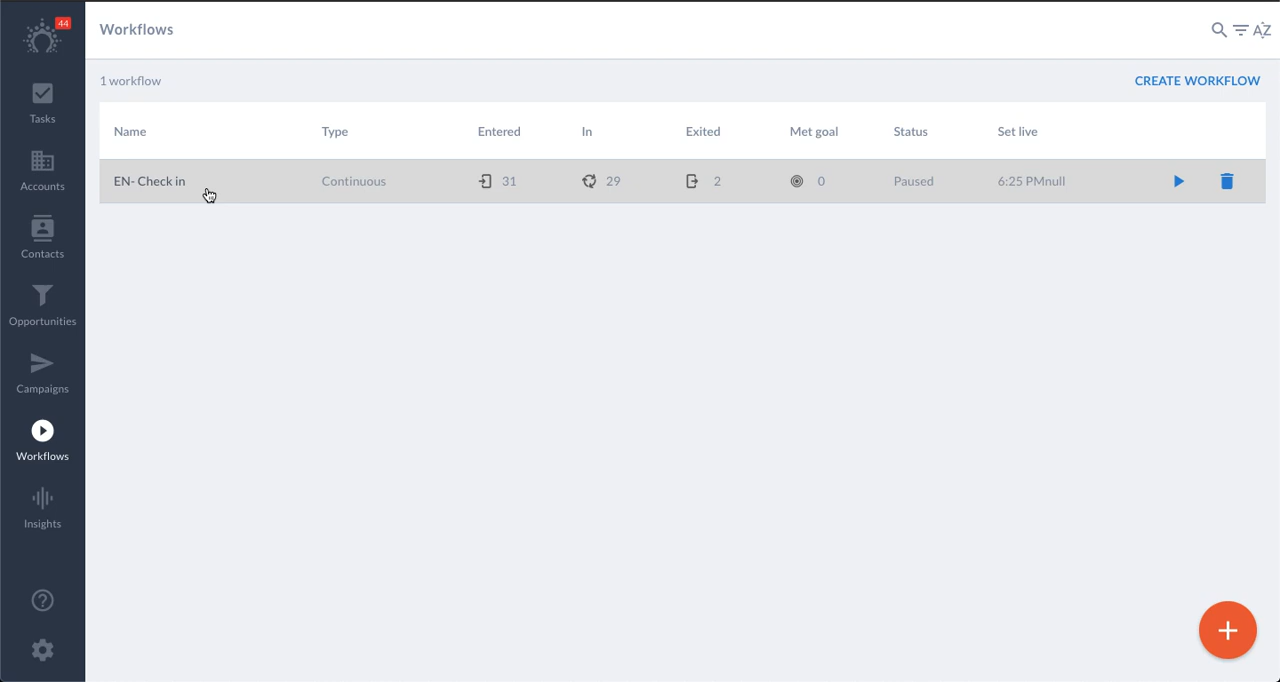 44
Workflows
AZ
1 workflow
CREATE WORKFLOW
Name Type Entered In Exited Met goal Status Set live
EN- Check in Continuous 31 29 2 0 Paused 6:25 PMnull
Tasks
Accounts
Contacts
Opportunities
Campaigns
Workflows
Insights
?
+